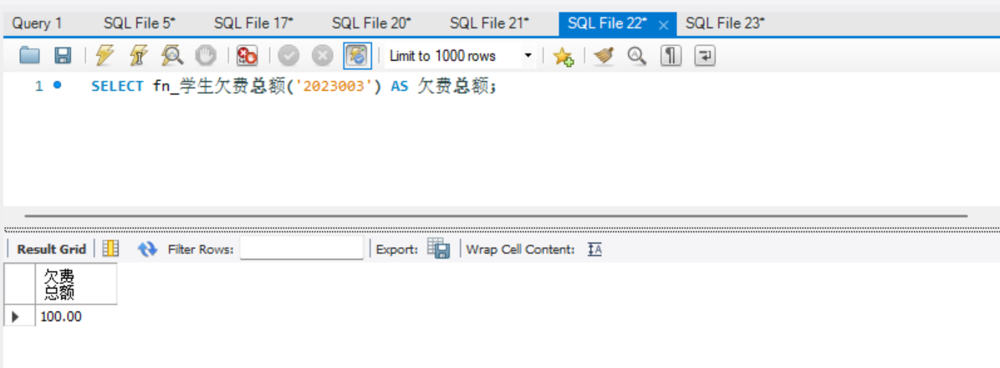 Query 1 SQL File 5* SQL File 17* SQL File 20* SQL File 21* SQL File 22* × SQL File 23*
Limit to 1000 rows
1 SELECT fn_学生欠费总额('2023003') AS 欠费总额;
Result Grid Filter Rows: Export: Wrap Cell Content: IA
欠费
总额
100.00